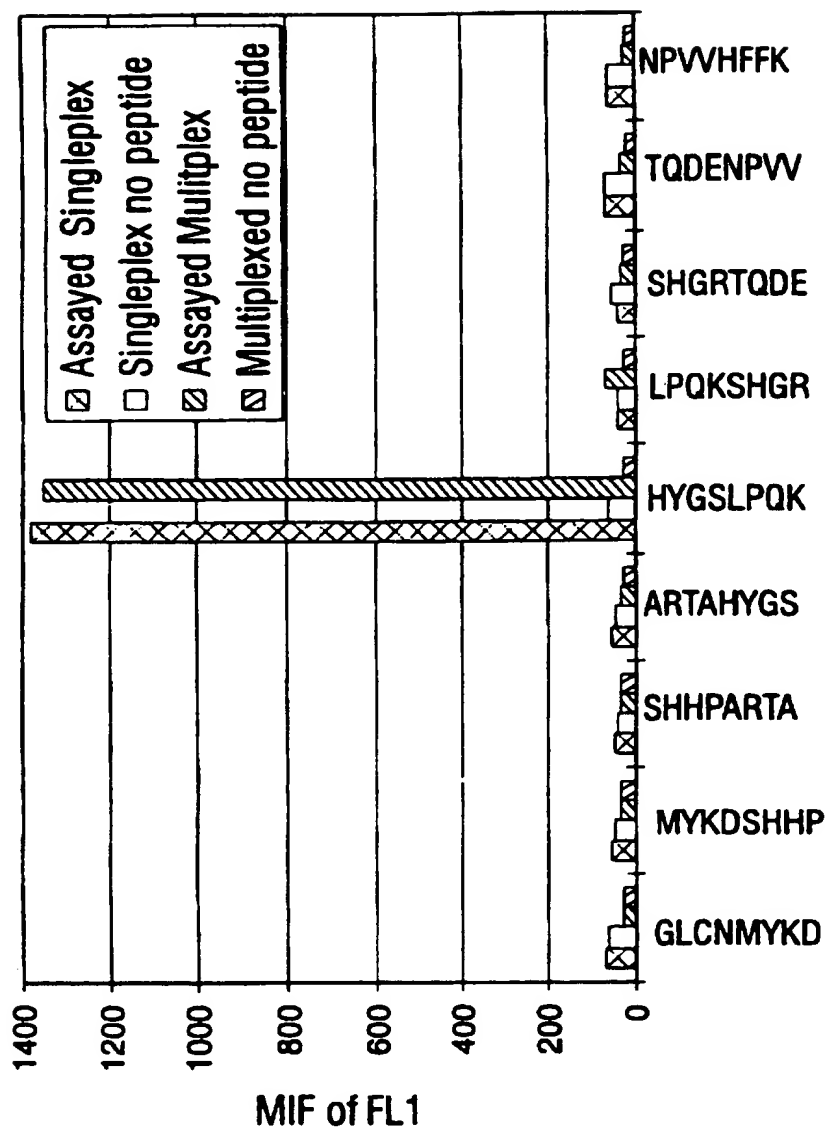 MIF of FL1
1400
1200
1000
800
600
400
200
0
Assayed Singleplex
Singleplex no peptide
Assayed Mulitplex
Multiplexed no peptide
GLCNMYKD
MYKDSHHP
SHHPARTA
ARTAHYGS
HYGSLPQK
LPQKSHGR
SHGRTQDE
TQDENPVV
NPVVHFFK